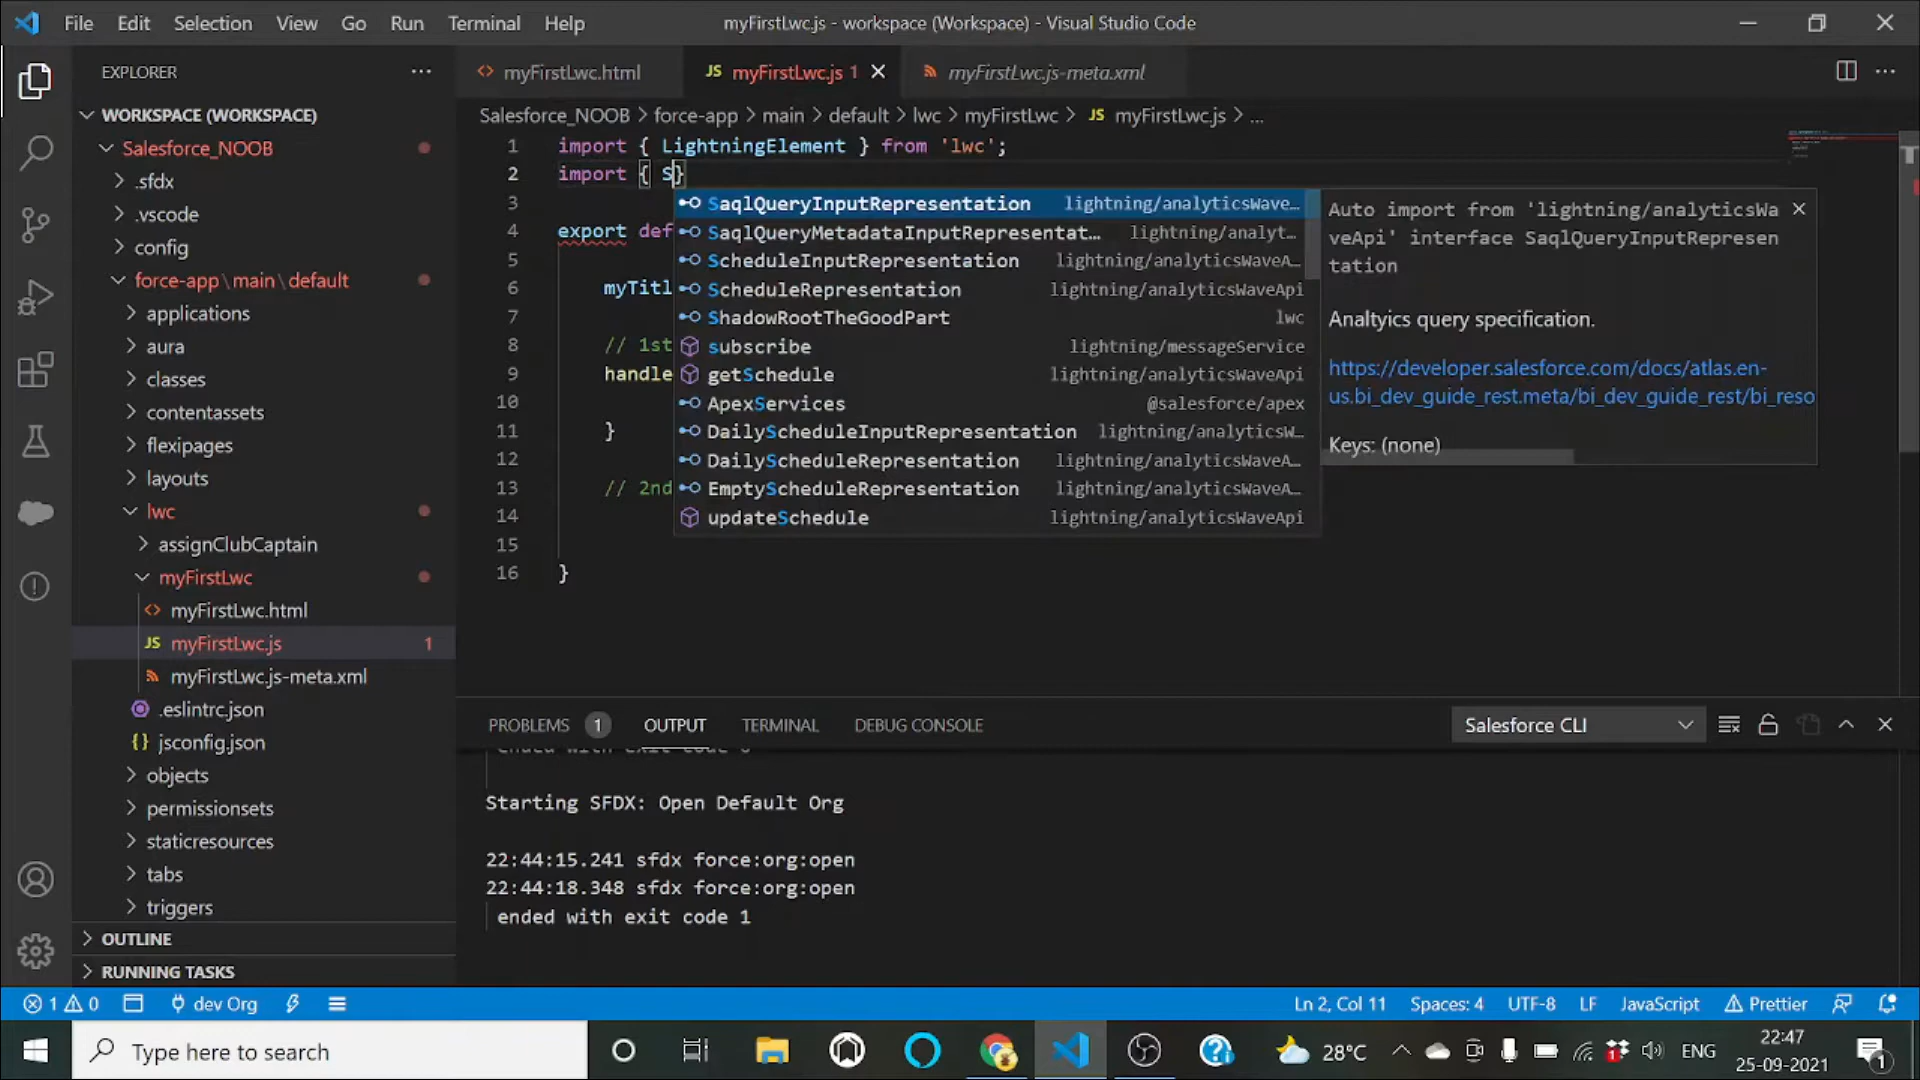 File Edit Selection View Go Run Terminal Help
myFirstLwc.js - workspace (Workspace) - Visual Studio Code
EXPLORER
WORKSPACE (WORKSPACE)
Salesforce_NOOB
.sfdx
.vscode
config
force-app\main\default
applications
aura
classes
contentassets
flexipages
layouts
lwc
assignClubCaptain
myFirstLwc
myFirstLwc.html
JS myFirstLwc.js 1
myFirstLwc.js-meta.xml
.eslintrc.json
{} jsconfig.json
objects
permissionsets
staticresources
tabs
triggers
OUTLINE
RUNNING TASKS
myFirstLwc.html
JS myFirstLwc.js 1
myFirstLwc.js-meta.xml
Salesforce_NOOB > force-app > main > default > lwc > myFirstLwc > JS myFirstLwc.js > ...
1 import { LightningElement } from 'lwc';
2 import { S}
3
4 export def
5
6 myTitl
7
8 // 1st
9 handle
10
11 }
12
13 // 2nd
14
15
16 }
SaqlQueryInputRepresentation lightning/analyticsWave...
SaqlQueryMetadataInputRepresentat... lightning/analyt...
ScheduleInputRepresentation lightning/analyticsWaveA...
ScheduleRepresentation lightning/analyticsWaveApi
ShadowRootTheGoodPart lwc
subscribe lightning/messageService
getSchedule lightning/analyticsWaveApi
ApexServices @salesforce/apex
DailyScheduleInputRepresentation lightning/analyticsW...
DailyScheduleRepresentation lightning/analyticsWaveA...
EmptyScheduleRepresentation lightning/analyticsWaveA...
updateSchedule lightning/analyticsWaveApi
Auto import from 'lightning/analyticsWa
veApi' interface SaqlQueryInputRepresen
tation
Analtyics query specification.
https://developer.salesforce.com/docs/atlas.en-
us.bi_dev_guide_rest.meta/bi_dev_guide_rest/bi_reso
Keys: (none)
PROBLEMS 1 OUTPUT TERMINAL DEBUG CONSOLE
Salesforce CLI
ended with exit code 0
Starting SFDX: Open Default Org
22:44:15.241 sfdx force:org:open
22:44:18.348 sfdx force:org:open
ended with exit code 1
1 0 dev Org
Ln 2, Col 11 Spaces: 4 UTF-8 LF JavaScript Prettier
Type here to search
28°C
ENG
22:47
25-09-2021
1